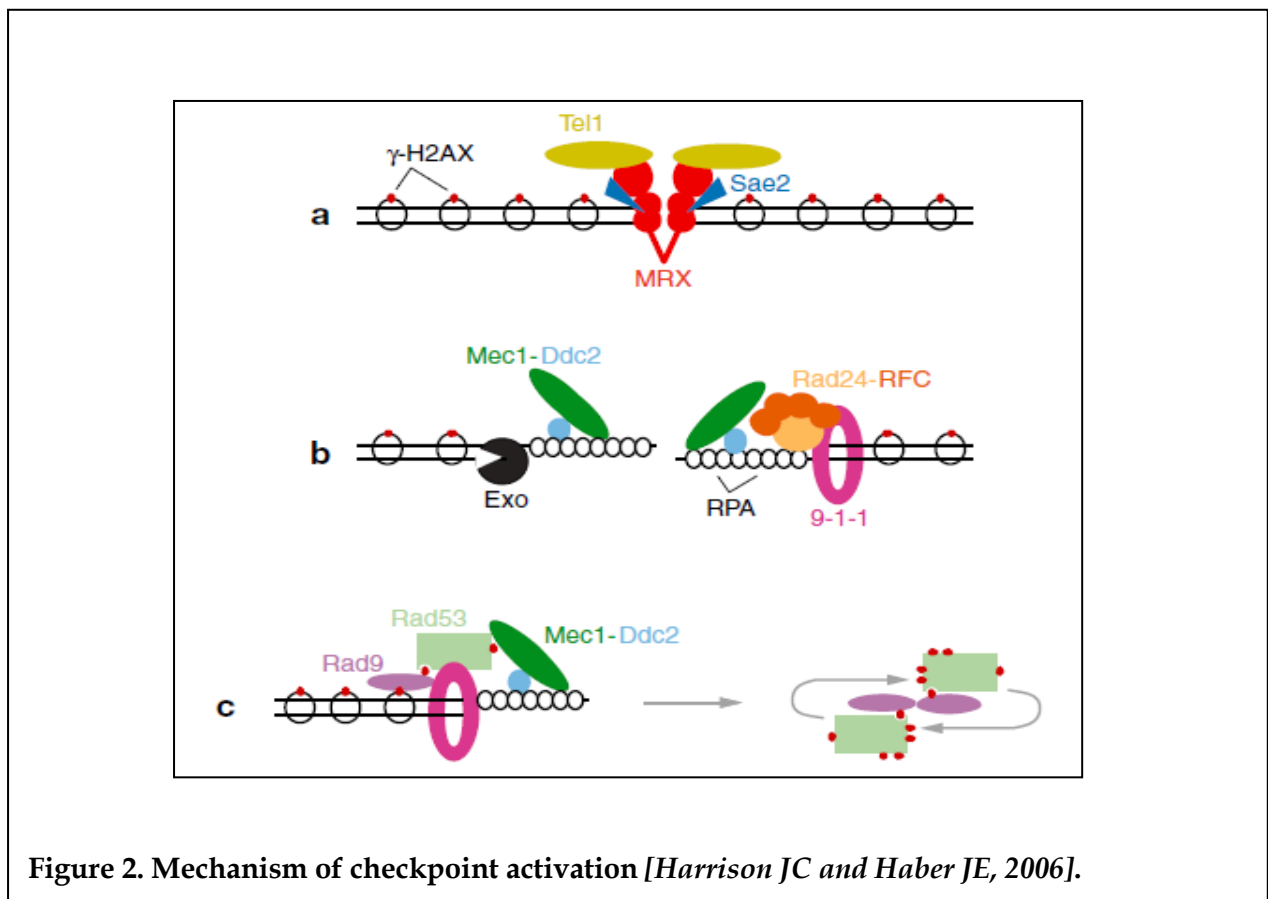 Tel1
γ-H2AX
Sae2
a
MRX
Mec1-Ddc2
Rad24-RFC
b
Exo
RPA
9-1-1
Rad53
Mec1-Ddc2
Rad9
c
Figure 2. Mechanism of checkpoint activation [Harrison JC and Haber JE, 2006].